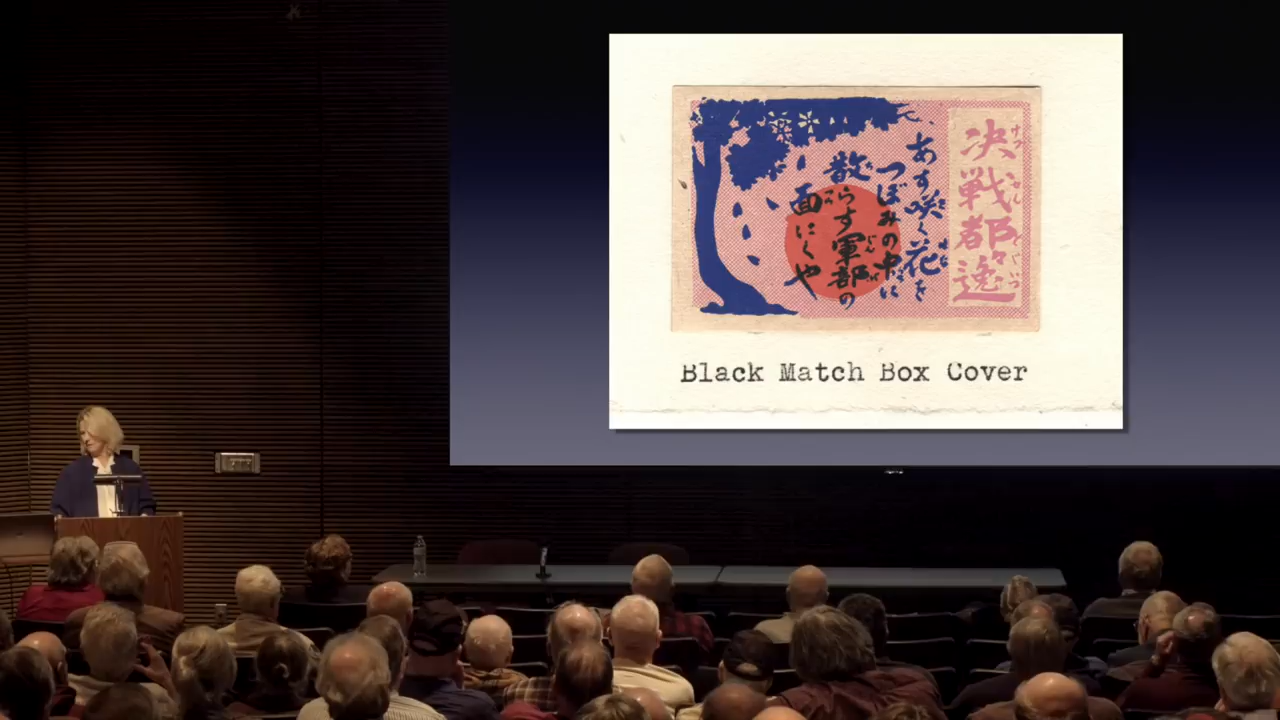 決戦都々逸
あす咲く花を
つぼみの中に
散らす軍部の
面にくや
Black Match Box Cover